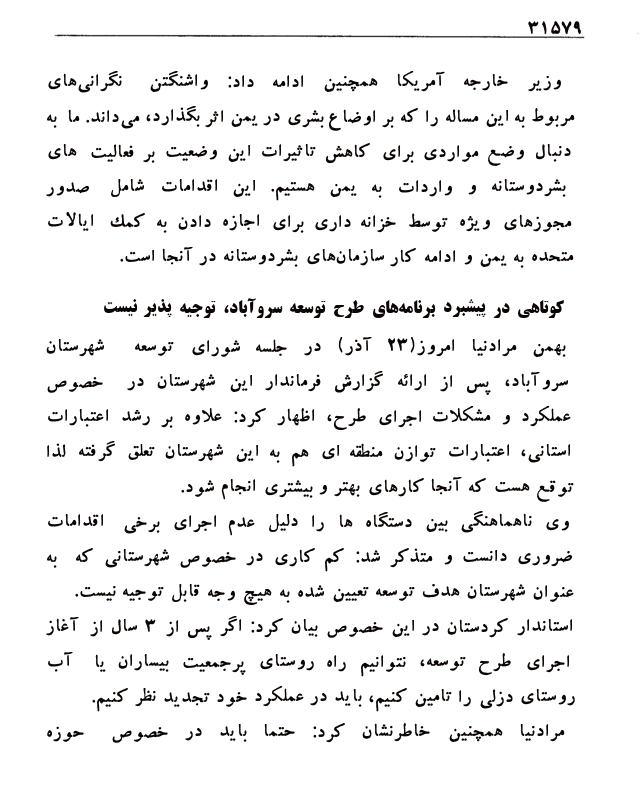 ۳۱۵۷۹
وزیر خارجه آمریکا همچنین ادامه داد: واشنگتن نگرانی‌های
مربوط به این مساله را که بر اوضاع بشری در یمن اثر بگذارد، می‌داند. ما به
دنبال وضع مواردی برای کاهش تاثیرات این وضعیت بر فعالیت های
بشردوستانه و واردات به یمن هستیم. این اقدامات شامل صدور
مجوزهای ویژه توسط خزانه داری برای اجازه دادن به کمك ایالات
متحده به یمن و ادامه کار سازمان‌های بشردوستانه در آنجا است.
کوتاهی در پیشبرد برنامه‌های طرح توسعه سروآباد، توجیه پذیر نیست
بهمن مرادنیا امروز(۲۳ آذر) در جلسه شورای توسعه شهرستان
سروآباد، پس از ارائه گزارش فرماندار این شهرستان در خصوص
عملکرد و مشکلات اجرای طرح، اظهار کرد: علاوه بر رشد اعتبارات
استانی، اعتبارات توازن منطقه ای هم به این شهرستان تعلق گرفته لذا
توقع هست که آنجا کارهای بهتر و بیشتری انجام شود.
وی ناهماهنگی بین دستگاه ها را دلیل عدم اجرای برخی اقدامات
ضروری دانست و متذکر شد: کم کاری در خصوص شهرستانی که به
عنوان شهرستان هدف توسعه تعیین شده به هیچ وجه قابل توجیه نیست.
استاندار کردستان در این خصوص بیان کرد: اگر پس از ۳ سال از آغاز
اجرای طرح توسعه، نتوانیم راه روستای پرجمعیت بیساران یا آب
روستای دزلی را تامین کنیم، باید در عملکرد خود تجدید نظر کنیم.
مرادنیا همچنین خاطرنشان کرد: حتما باید در خصوص حوزه